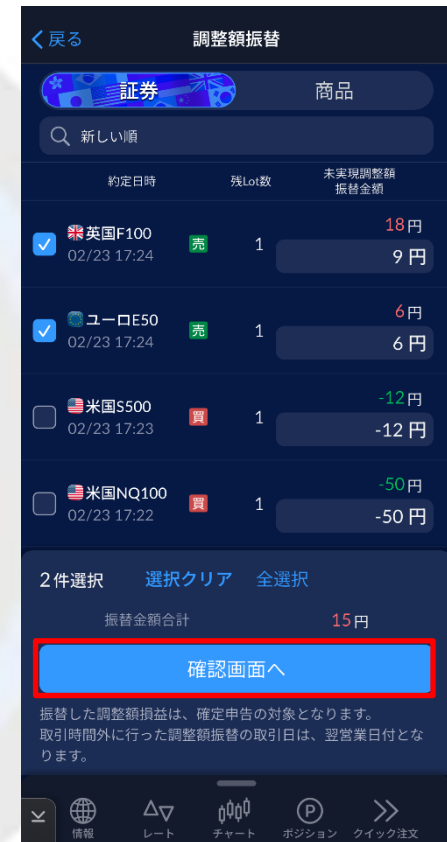 戻る 調整額振替
証券 商品
新しい順
約定日時 残Lot数 未実現調整額
振替金額
英国F100 売 1 18円
02/23 17:24 9 円
ユーロE50 売 1 6円
02/23 17:24 6 円
米国S500 買 1 -12円
02/23 17:23 -12 円
米国NQ100 買 1 -50円
02/23 17:22 -50 円
2件選択 選択クリア 全選択
振替金額合計 15円
確認画面へ
振替した調整額損益は、確定申告の対象となります。
取引時間外に行った調整額振替の取引日は、翌営業日付とな
ります。
情報 レート チャート P ポジション クイック注文